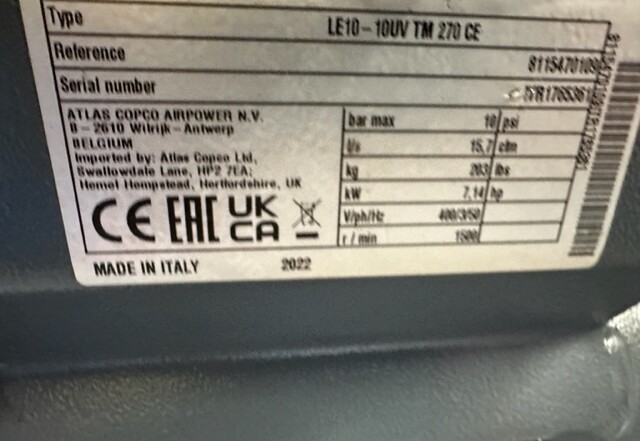 Type LE10-10UV TM 270 CE
Reference 8115470109
Serial number
ATLAS COPCO AIRPOWER N.V.
B-2610 Wilrijk-Antwerp
BELGIUM
Imported by: Atlas Copco Ltd,
Swallowdale Lane, HP2 7EA;
Hemel Hempstead, Hertfordshire, UK
bar max 10 psi
l/s 15,7 cfm
kg 203 lbs
kW 7,14 hp
V/ph/Hz 400/3/50
r/min 1500
CE EAC UK CA
MADE IN ITALY 2022